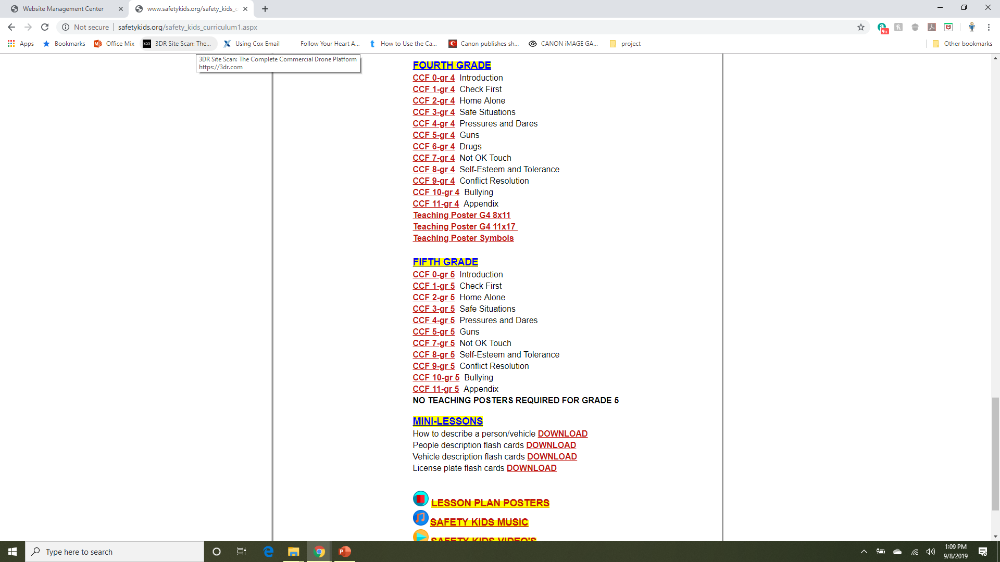 Website Management Center
www.safetykids.org/safety_kids_c
Not secure
safetykids.org/safety_kids_curriculum1.aspx
9+
Apps
Bookmarks
Office Mix
3DR Site Scan: The...
Using Cox Email
Follow Your Heart A...
How to Use the Ca...
Canon publishes sh...
CANON iMAGE GA...
project
Other bookmarks
3DR Site Scan: The Complete Commercial Drone Platform
https://3dr.com
FOURTH GRADE
CCF 0-gr 4 Introduction
CCF 1-gr 4 Check First
CCF 2-gr 4 Home Alone
CCF 3-gr 4 Safe Situations
CCF 4-gr 4 Pressures and Dares
CCF 5-gr 4 Guns
CCF 6-gr 4 Drugs
CCF 7-gr 4 Not OK Touch
CCF 8-gr 4 Self-Esteem and Tolerance
CCF 9-gr 4 Conflict Resolution
CCF 10-gr 4 Bullying
CCF 11-gr 4 Appendix
Teaching Poster G4 8x11
Teaching Poster G4 11x17
Teaching Poster Symbols
FIFTH GRADE
CCF 0-gr 5 Introduction
CCF 1-gr 5 Check First
CCF 2-gr 5 Home Alone
CCF 3-gr 5 Safe Situations
CCF 4-gr 5 Pressures and Dares
CCF 5-gr 5 Guns
CCF 7-gr 5 Not OK Touch
CCF 8-gr 5 Self-Esteem and Tolerance
CCF 9-gr 5 Conflict Resolution
CCF 10-gr 5 Bullying
CCF 11-gr 5 Appendix
NO TEACHING POSTERS REQUIRED FOR GRADE 5
MINI-LESSONS
How to describe a person/vehicle DOWNLOAD
People description flash cards DOWNLOAD
Vehicle description flash cards DOWNLOAD
License plate flash cards DOWNLOAD
LESSON PLAN POSTERS
SAFETY KIDS MUSIC
SAFETY KIDS VIDEO'S
Type here to search
1:09 PM
9/8/2019